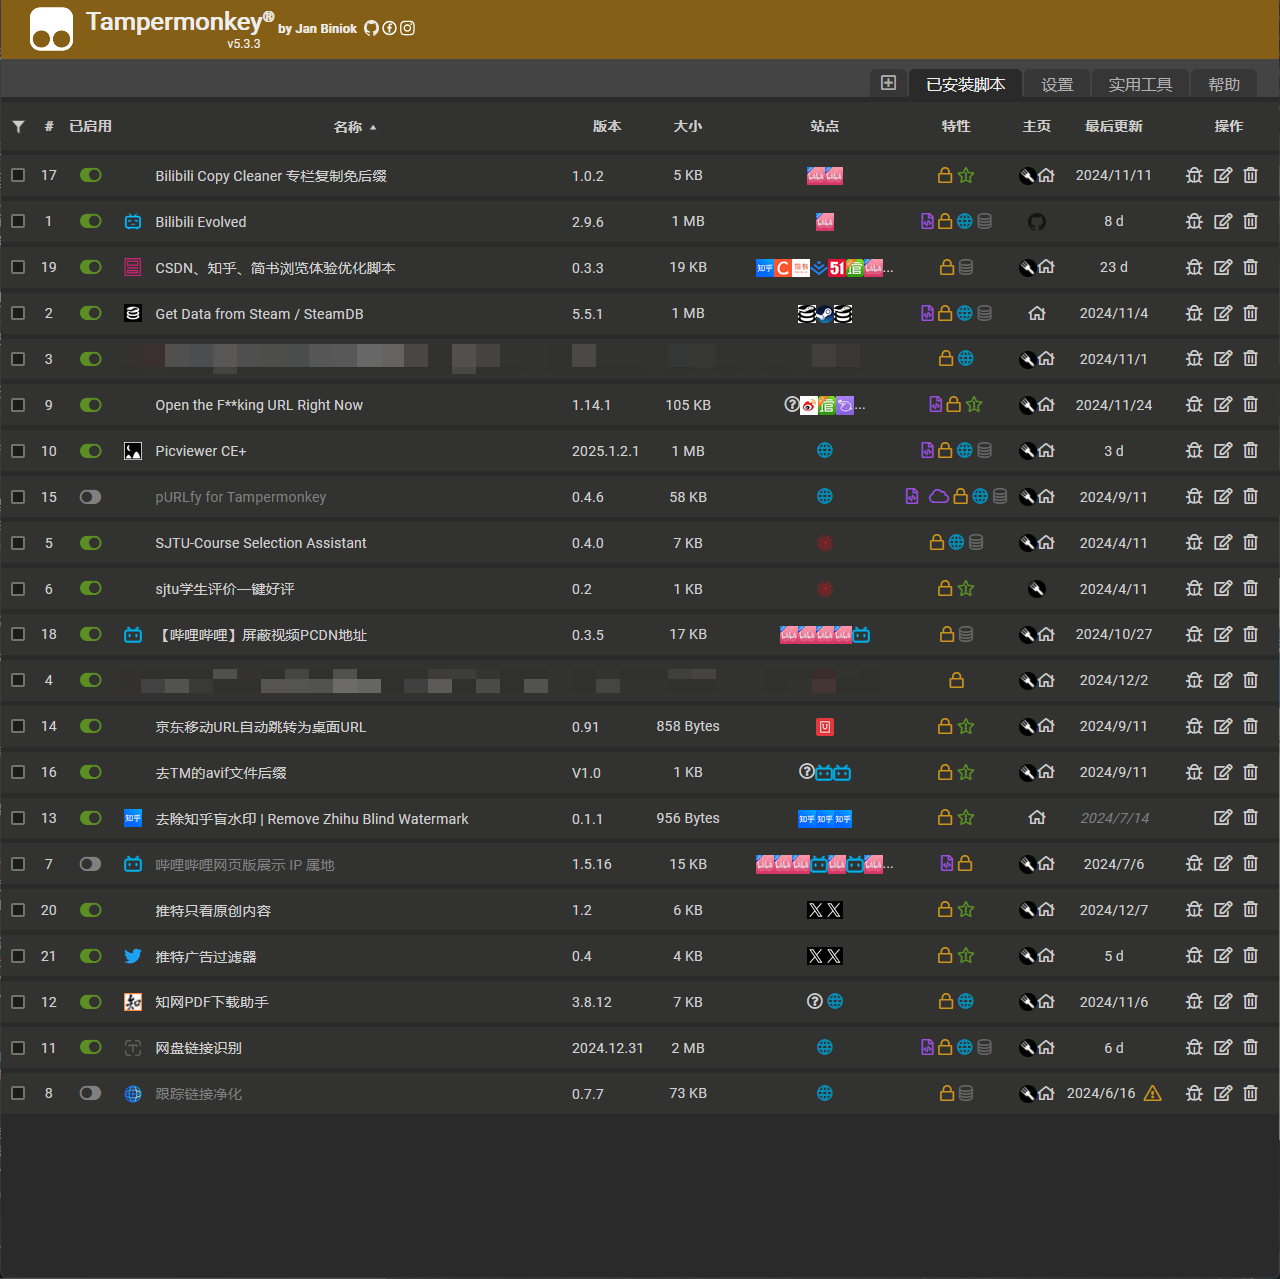 Tampermonkey® by Jan Biniok
v5.3.3
已安装脚本 设置 实用工具 帮助
# 已启用 名称 版本 大小 站点 特性 主页 最后更新 操作
17 Bilibili Copy Cleaner 专栏复制免后缀 1.0.2 5 KB 2024/11/11
1 Bilibili Evolved 2.9.6 1 MB 8 d
19 CSDN、知乎、简书浏览体验优化脚本 0.3.3 19 KB ... 23 d
2 Get Data from Steam / SteamDB 5.5.1 1 MB 2024/11/4
3 2024/11/1
9 Open the F**king URL Right Now 1.14.1 105 KB ... 2024/11/24
10 Picviewer CE+ 2025.1.2.1 1 MB 3 d
15 pURLfy for Tampermonkey 0.4.6 58 KB 2024/9/11
5 SJTU-Course Selection Assistant 0.4.0 7 KB 2024/4/11
6 sjtu学生评价一键好评 0.2 1 KB 2024/4/11
18 【哔哩哔哩】屏蔽视频PCDN地址 0.3.5 17 KB 2024/10/27
4 2024/12/2
14 京东移动URL自动跳转为桌面URL 0.91 858 Bytes 2024/9/11
16 去TM的avif文件后缀 V1.0 1 KB 2024/9/11
13 去除知乎盲水印 | Remove Zhihu Blind Watermark 0.1.1 956 Bytes 2024/7/14
7 哔哩哔哩网页版展示 IP 属地 1.5.16 15 KB ... 2024/7/6
20 推特只看原创内容 1.2 6 KB 2024/12/7
21 推特广告过滤器 0.4 4 KB 5 d
12 知网PDF下载助手 3.8.12 7 KB 2024/11/6
11 网盘链接识别 2024.12.31 2 MB 6 d
8 跟踪链接净化 0.7.7 73 KB 2024/6/16